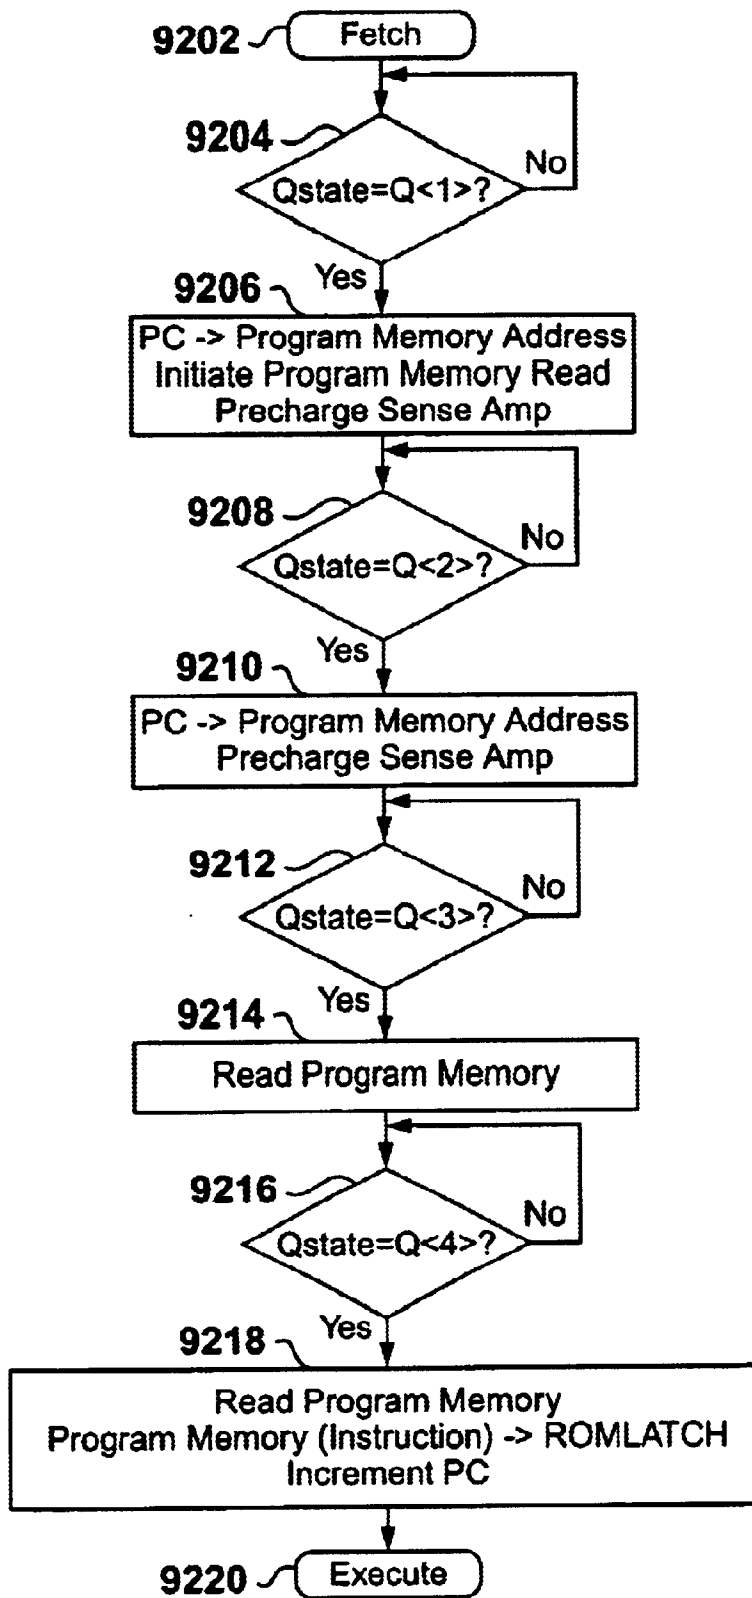 9202
Fetch
9204
Qstate=Q<1>?
No
Yes
9206
PC -> Program Memory Address
Initiate Program Memory Read
Precharge Sense Amp
9208
Qstate=Q<2>?
No
Yes
9210
PC -> Program Memory Address
Precharge Sense Amp
9212
Qstate=Q<3>?
No
Yes
9214
Read Program Memory
9216
Qstate=Q<4>?
No
Yes
9218
Read Program Memory
Program Memory (Instruction) -> ROMLATCH
Increment PC
9220
Execute